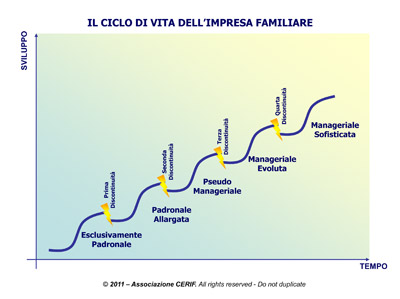 IL CICLO DI VITA DELL'IMPRESA FAMILIARE
SVILUPPO
Quarta
Discontinuità
Manageriale
Sofisticata
Terza
Discontinuità
Manageriale
Evoluta
Seconda
Discontinuità
Pseudo
Manageriale
Prima
Discontinuità
Padronale
Allargata
Esclusivamente
Padronale
TEMPO
© 2011 – Associazione CERIF. All rights reserved - Do not duplicate